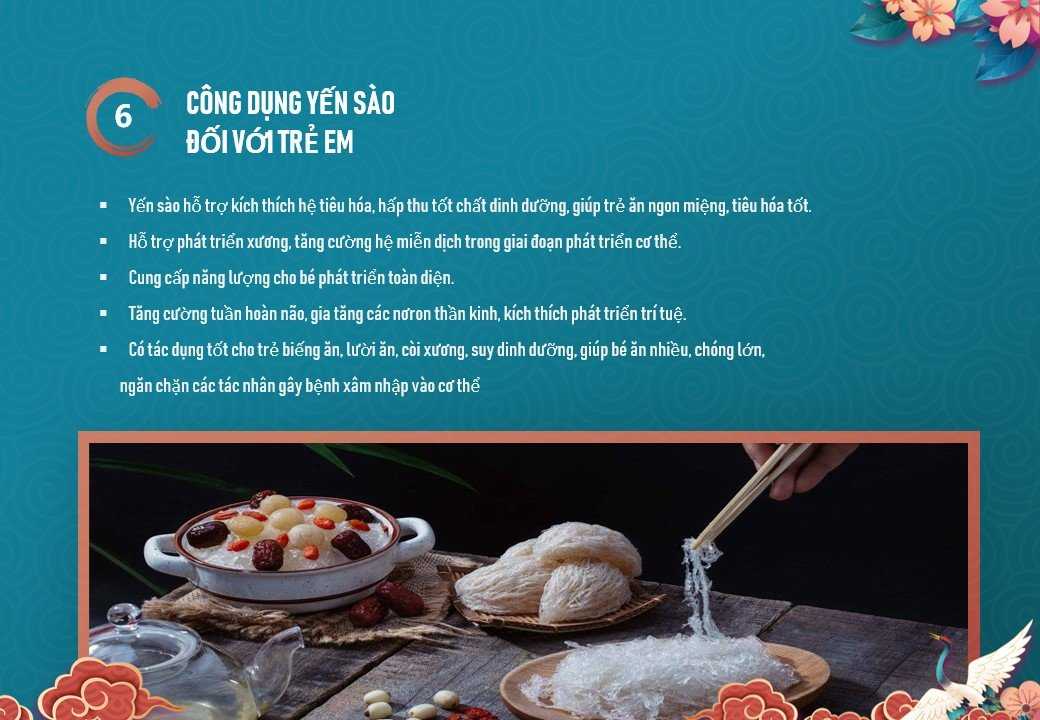 6
CÔNG DỤNG YẾN SÀO
ĐỐI VỚI TRẺ EM
▪ Yến sào hỗ trợ kích thích hệ tiêu hóa, hấp thu tốt chất dinh dưỡng, giúp trẻ ăn ngon miệng, tiêu hóa tốt.
▪ Hỗ trợ phát triển xương, tăng cường hệ miễn dịch trong giai đoạn phát triển cơ thể.
▪ Cung cấp năng lượng cho bé phát triển toàn diện.
▪ Tăng cường tuần hoàn não, gia tăng các nơron thần kinh, kích thích phát triển trí tuệ.
▪ Có tác dụng tốt cho trẻ biếng ăn, lười ăn, còi xương, suy dinh dưỡng, giúp bé ăn nhiều, chóng lớn,
ngăn chặn các tác nhân gây bệnh xâm nhập vào cơ thể